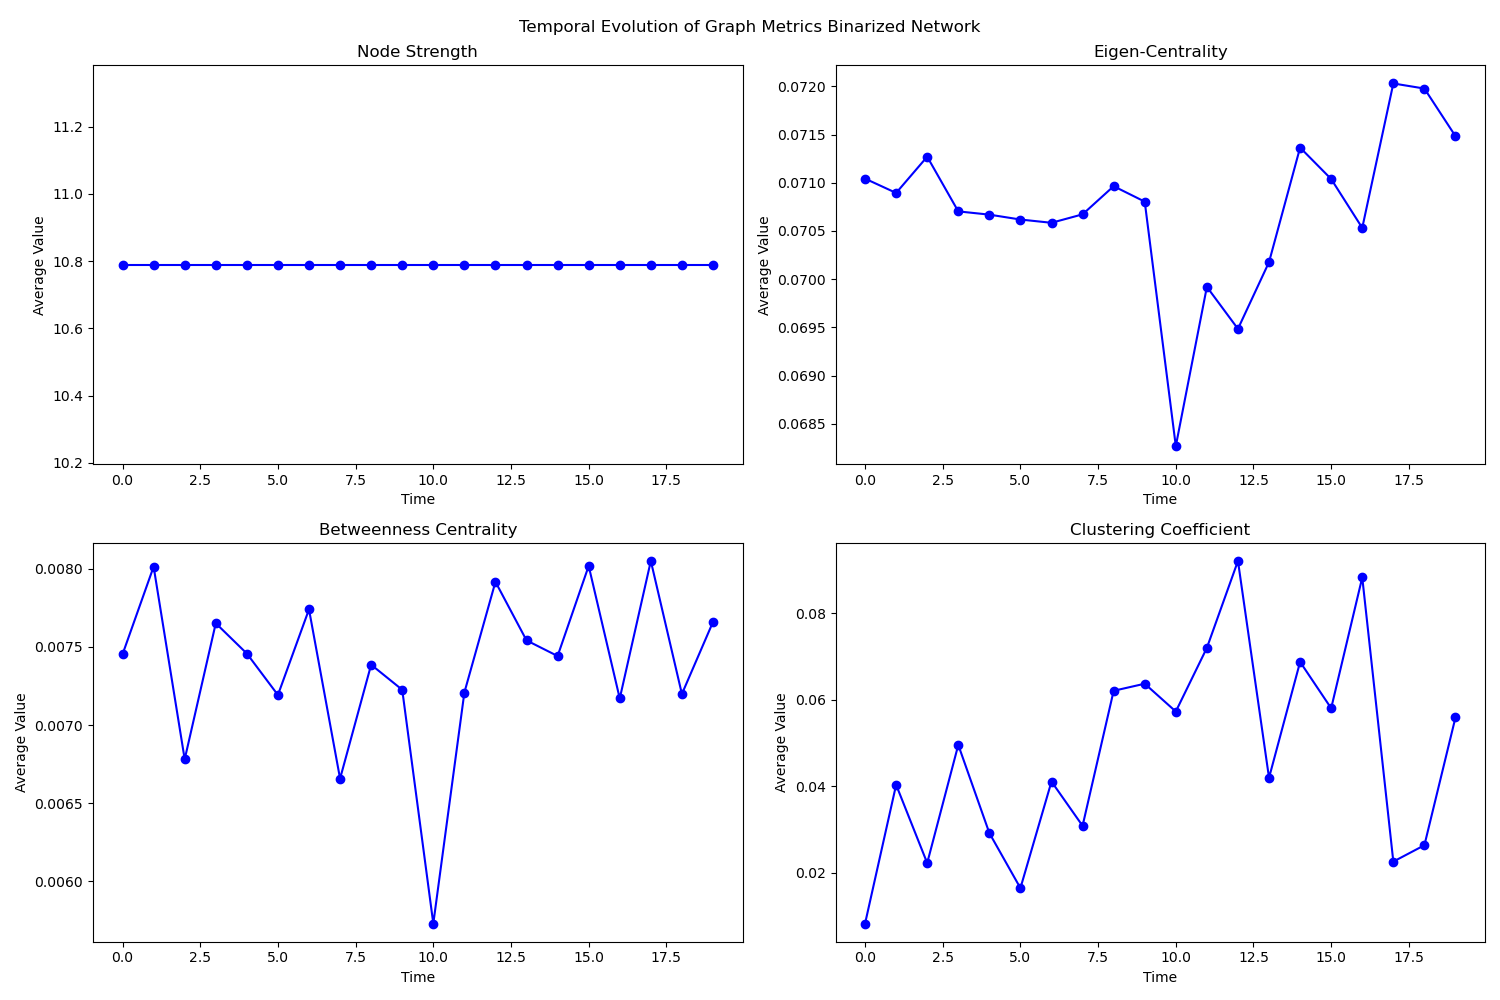 Temporal Evolution of Graph Metrics Binarized Network
Node Strength
Average Value
11.2
11.0
10.8
10.6
10.4
10.2
0.0 2.5 5.0 7.5 10.0 12.5 15.0 17.5
Time
Eigen-Centrality
Average Value
0.0720
0.0715
0.0710
0.0705
0.0700
0.0695
0.0690
0.0685
0.0 2.5 5.0 7.5 10.0 12.5 15.0 17.5
Time
Betweenness Centrality
Average Value
0.0080
0.0075
0.0070
0.0065
0.0060
0.0 2.5 5.0 7.5 10.0 12.5 15.0 17.5
Time
Clustering Coefficient
Average Value
0.08
0.06
0.04
0.02
0.0 2.5 5.0 7.5 10.0 12.5 15.0 17.5
Time